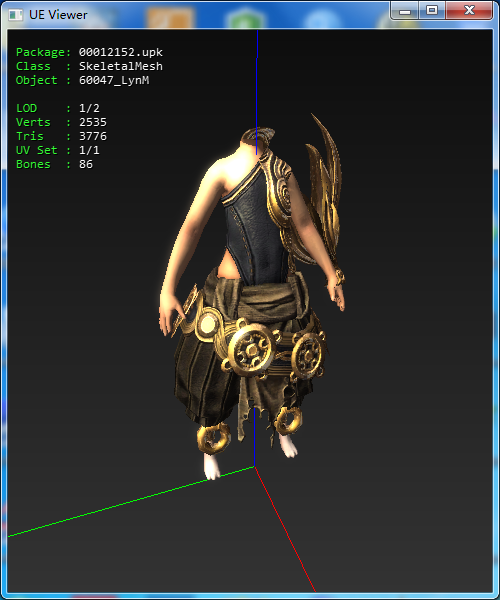 UE Viewer
Package: 00012152.upk
Class : SkeletalMesh
Object : 60047_LynM
LOD : 1/2
Verts : 2535
Tris : 3776
UV Set : 1/1
Bones : 86